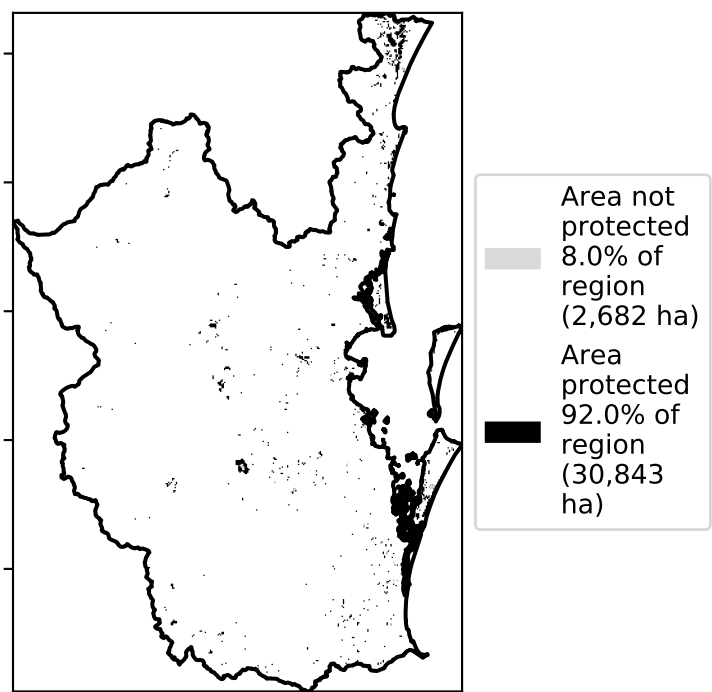 Area not
protected
8.0% of
region
(2,682 ha)
Area
protected
92.0% of
region
(30,843
ha)